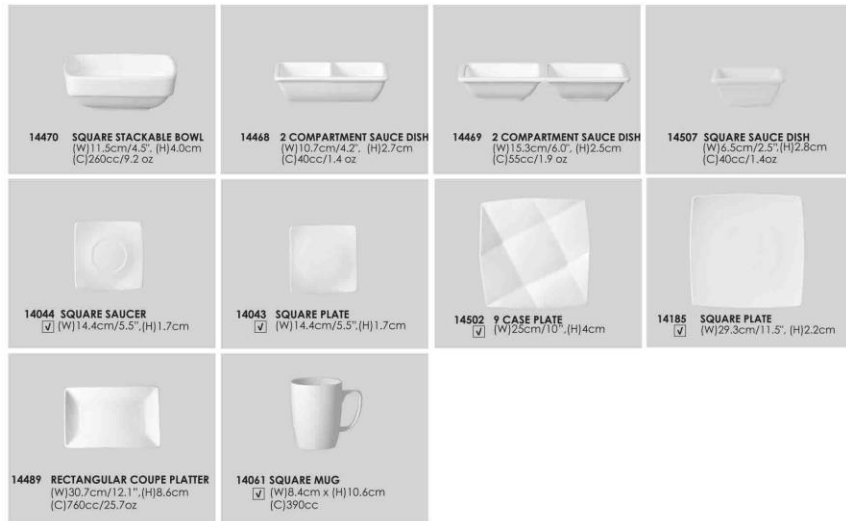 14470 SQUARE STACKABLE BOWL
(W)11.5cm/4.5", (H)4.0cm
(C)260cc/9.2 oz
14468 2 COMPARTMENT SAUCE DISH
(W)10.7cm/4.2", (H)2.7cm
(C)40cc/1.4 oz
14469 2 COMPARTMENT SAUCE DISH
(W)15.3cm/6.0", (H)2.5cm
(C)55cc/1.9 oz
14507 SQUARE SAUCE DISH
(W)6.5cm/2.5",(H)2.8cm
(C)40cc/1.4oz
14044 SQUARE SAUCER
(W)14.4cm/5.5",(H)1.7cm
14043 SQUARE PLATE
(W)14.4cm/5.5",(H)1.7cm
14502 9 CASE PLATE
(W)25cm/10",(H)4cm
14185 SQUARE PLATE
(W)29.3cm/11.5", (H)2.2cm
14489 RECTANGULAR COUPE PLATTER
(W)30.7cm/12.1",(H)8.6cm
(C)760cc/25.7oz
14061 SQUARE MUG
(W)8.4cm x (H)10.6cm
(C)390cc